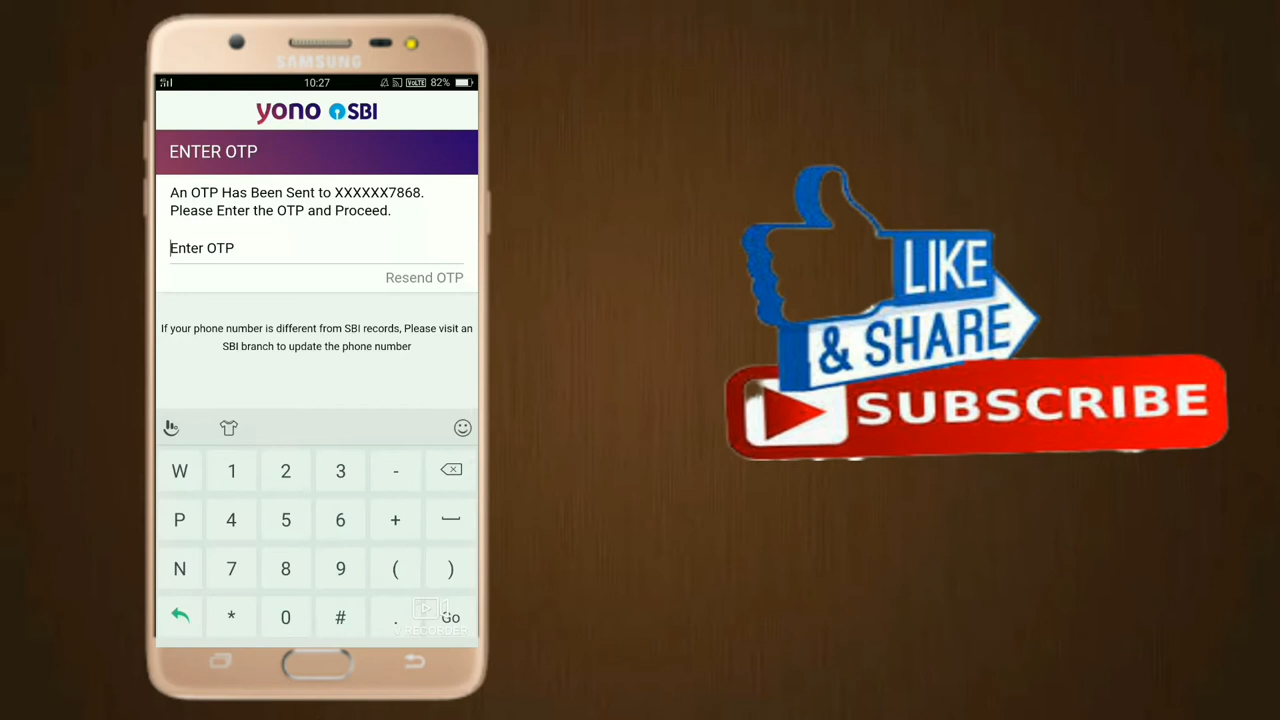 SAMSUNG
10:27
VoLTE 82%
yono SBI
ENTER OTP
An OTP Has Been Sent to XXXXXX7868.
Please Enter the OTP and Proceed.
Enter OTP
Resend OTP
If your phone number is different from SBI records, Please visit an
SBI branch to update the phone number
W 1 2 3 -
P 4 5 6 +
N 7 8 9 ( )
* 0 # . Go
V RECORDER
LIKE
& SHARE
SUBSCRIBE